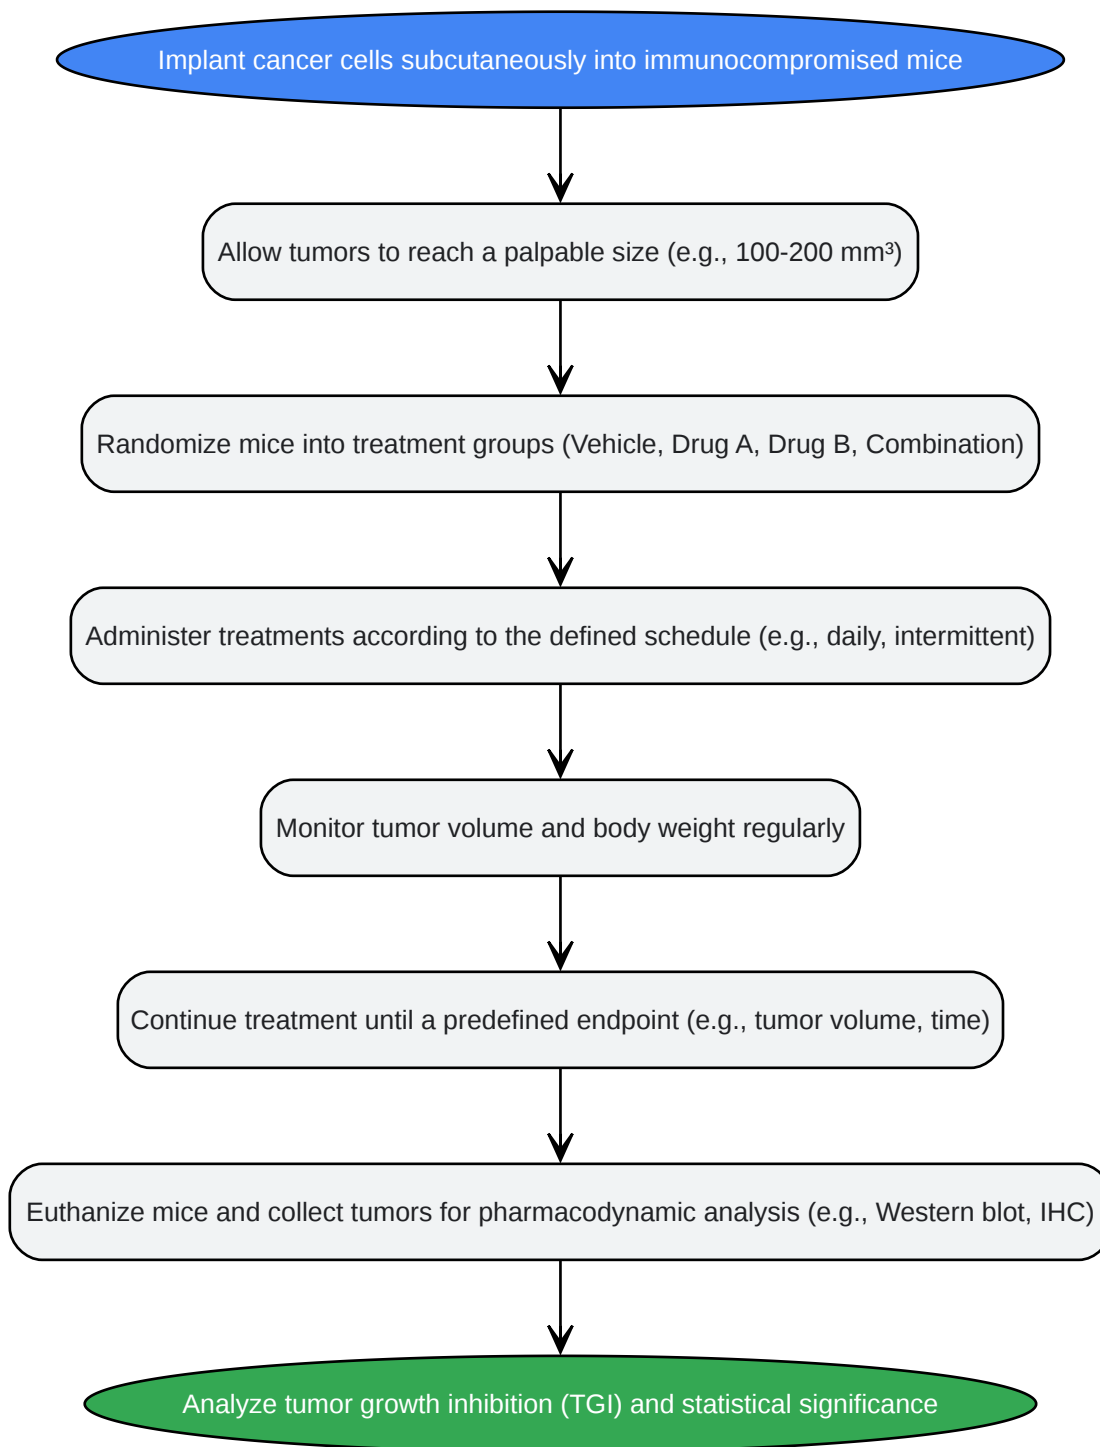 Implant cancer cells subcutaneously into immunocompromised mice
Allow tumors to reach a palpable size (e.g., 100-200 mm³)
Randomize mice into treatment groups (Vehicle, Drug A, Drug B, Combination)
Administer treatments according to the defined schedule (e.g., daily, intermittent)
Monitor tumor volume and body weight regularly
Continue treatment until a predefined endpoint (e.g., tumor volume, time)
Euthanize mice and collect tumors for pharmacodynamic analysis (e.g., Western blot, IHC)
Analyze tumor growth inhibition (TGI) and statistical significance